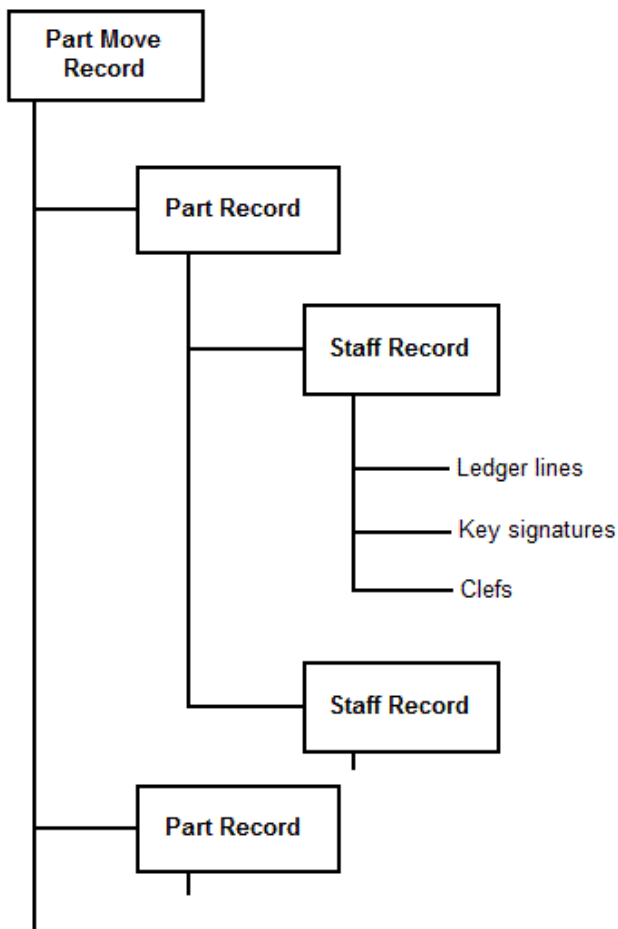 Part Move
Record
Part Record
Staff Record
Ledger lines
Key signatures
Clefs
Staff Record
Part Record